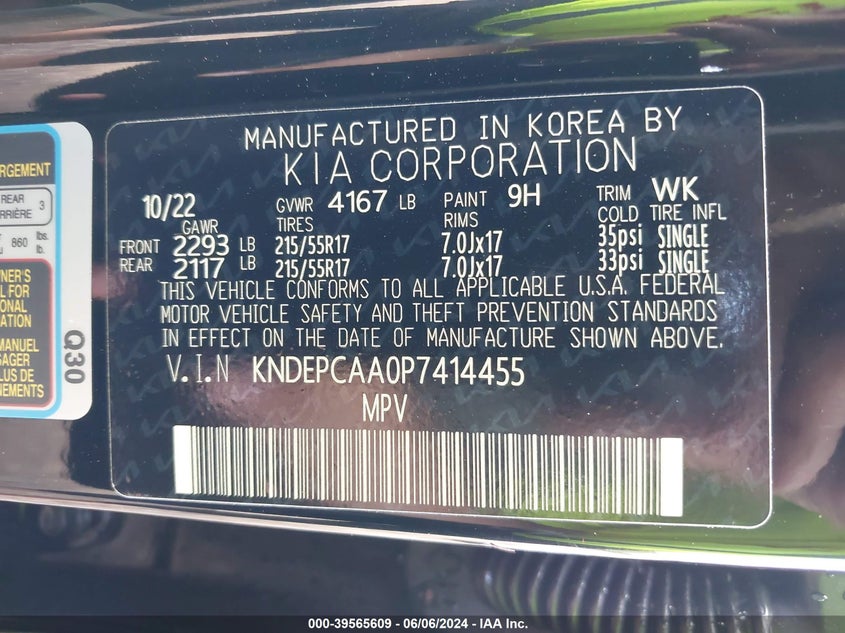 RGEMENT
REAR 3
860 lbs.
lb.
NER'S
L FOR
ONAL
ATION
MANUEL
SAGER
LUS DE
NEMENTS
Q30
MANUFACTURED IN KOREA BY
KIA CORPORATION
10/22 GVWR 4167 LB PAINT 9H TRIM WK
GAWR TIRES RIMS COLD TIRE INFL
FRONT 2293 LB 215/55R17 7.0Jx17 35psi SINGLE
REAR 2117 LB 215/55R17 7.0Jx17 33psi SINGLE
THIS VEHICLE CONFORMS TO ALL APPLICABLE U.S.A. FEDERAL
MOTOR VEHICLE SAFETY AND THEFT PREVENTION STANDARDS
IN EFFECT ON THE DATE OF MANUFACTURE SHOWN ABOVE.
V.I.N KNDEPCAA0P7414455
MPV
000-39565609 / 06/06/2024 - IAA Inc.